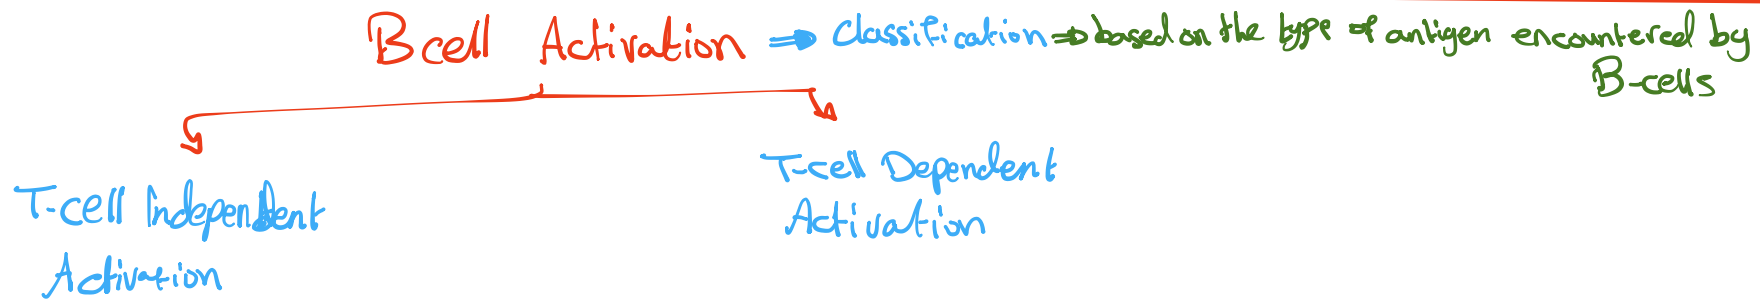 B cell Activation ⇒ Classification ⇒ based on the type of antigen encountered by
B-cells
T-cell Independent
Activation
T-cell Dependent
Activation